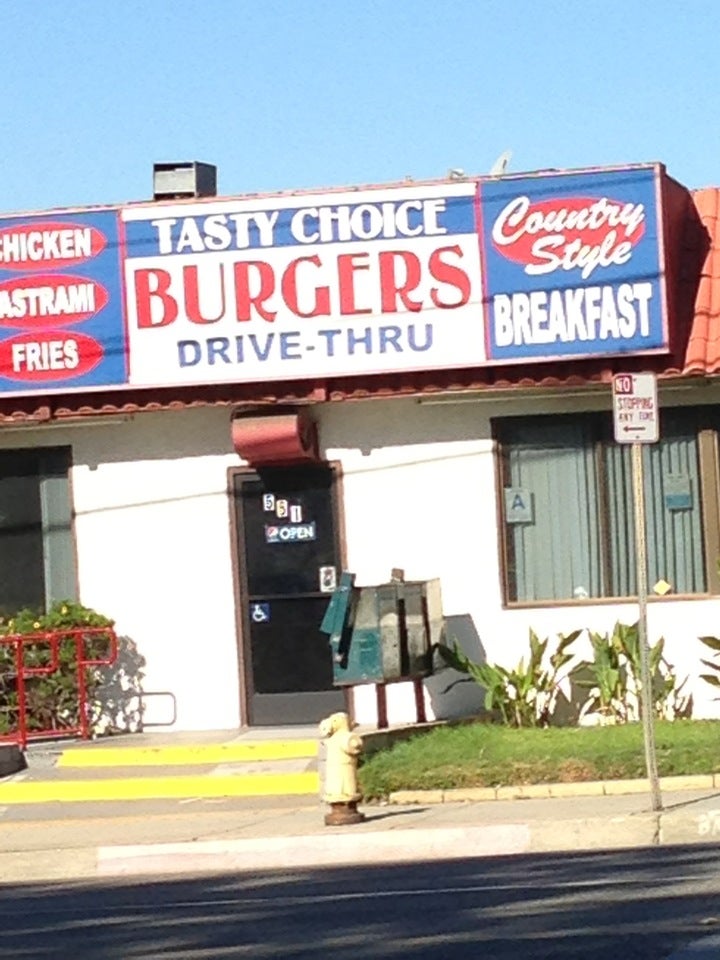 CHICKEN
ASTRAMI
FRIES
TASTY CHOICE
BURGERS
DRIVE-THRU
Country
Style
BREAKFAST
NO
STOPPING
ANY TIME
551
OPEN
A